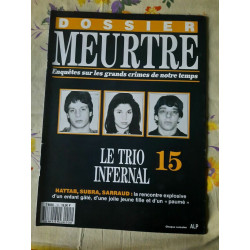 DOSSIER
MEURTRE
Enquêtes sur les grands crimes de notre temps
LE TRIO
INFERNAL
15
HATTAB, SUBRA, SARRAUD : la rencontre explosive
d'un enfant gâté, d'une jolie jeune fille et d'un « paumé »
ALP